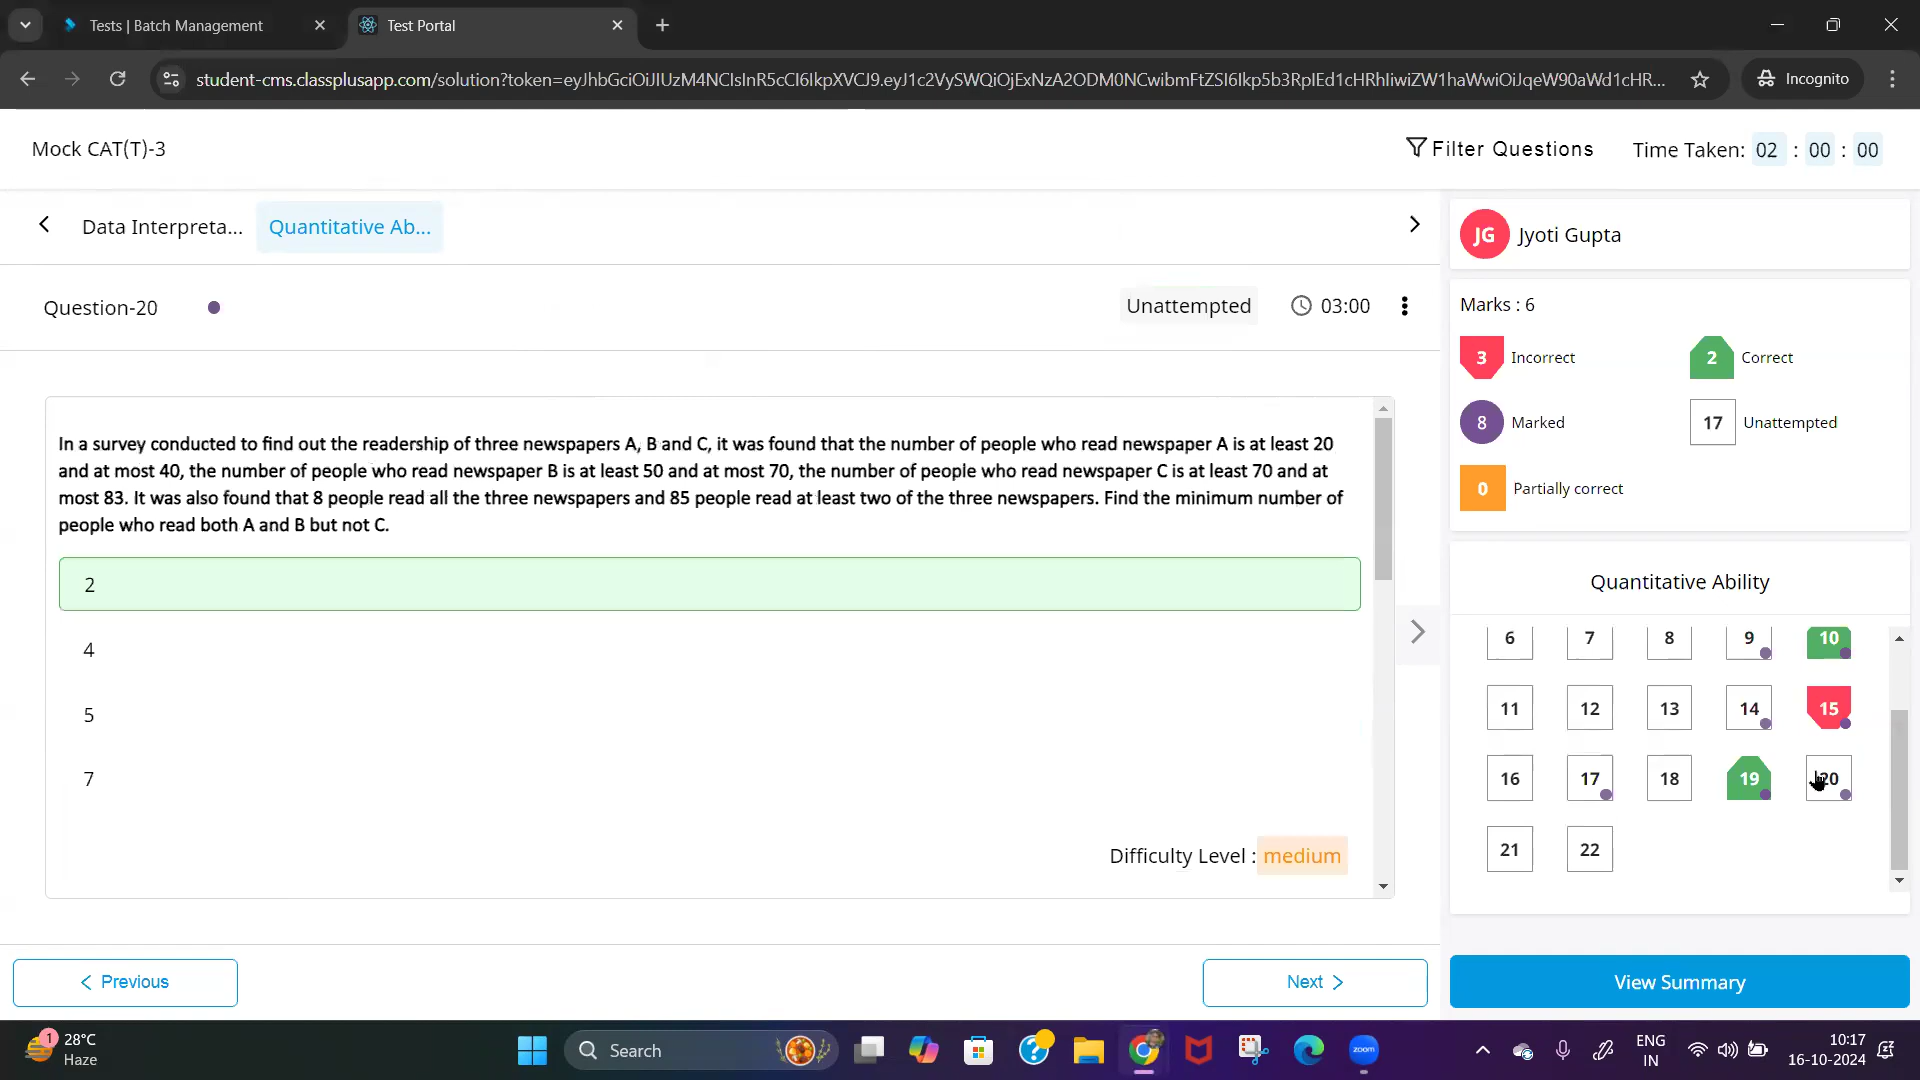 Tests | Batch Management
Test Portal
student-cms.classplusapp.com/solution?token=eyJhbGciOiJIUzM4NCIsInR5cCI6IkpXVCJ9.eyJ1c2VySWQiOjExNzA2ODM0NCwibmFtZSI6Ikp5b3RpIEd1cHRhIiwiZW1haWwiOiJqeW90aWd1cHR...
Incognito
Mock CAT(T)-3
Filter Questions
Time Taken: 02 : 00 : 00
Data Interpreta...
Quantitative Ab...
JG Jyoti Gupta
Question-20
Unattempted
03:00
Marks : 6
3 Incorrect
2 Correct
8 Marked
17 Unattempted
0 Partially correct
In a survey conducted to find out the readership of three newspapers A, B and C, it was found that the number of people who read newspaper A is at least 20
and at most 40, the number of people who read newspaper B is at least 50 and at most 70, the number of people who read newspaper C is at least 70 and at
most 83. It was also found that 8 people read all the three newspapers and 85 people read at least two of the three newspapers. Find the minimum number of
people who read both A and B but not C.
2
4
5
7
Difficulty Level : medium
Quantitative Ability
6 7 8 9 10
11 12 13 14 15
16 17 18 19 20
21 22
Previous
Next
View Summary
1
28°C
Haze
Search
zoom
ENG
IN
10:17
16-10-2024